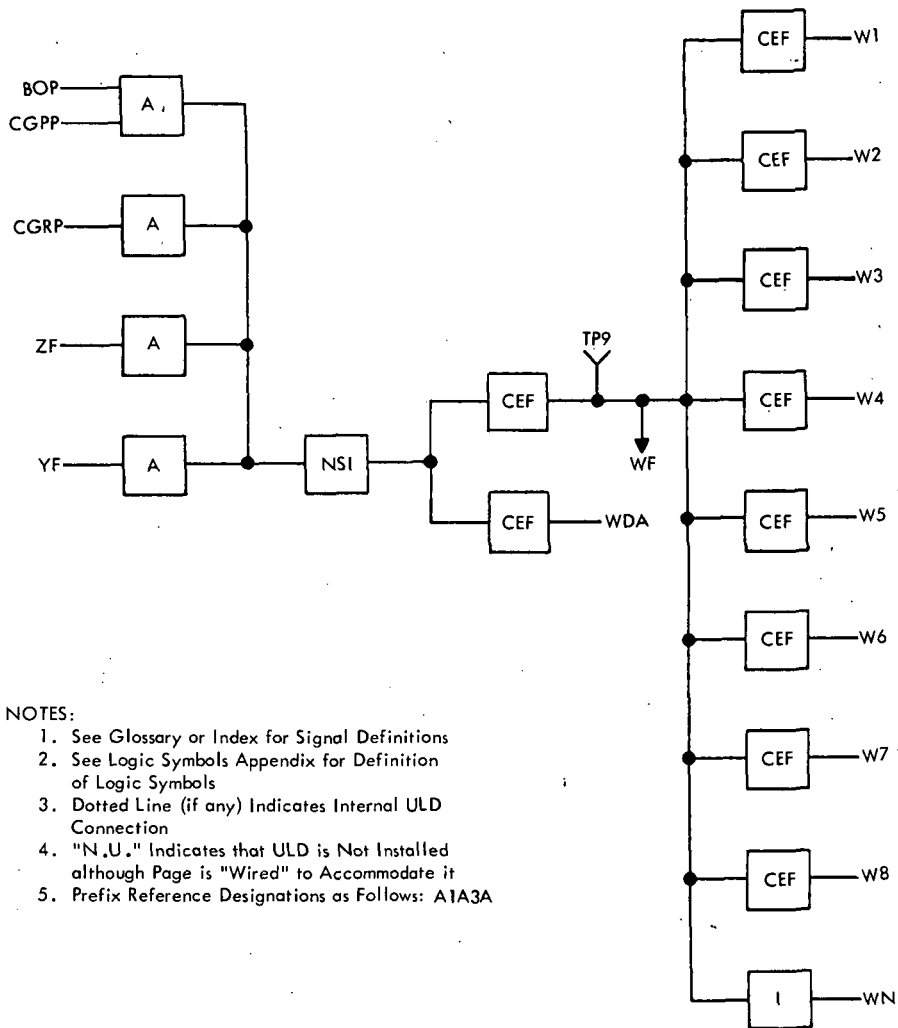 BOP
CGPP
A
CGRP
A
ZF
A
YF
A
NSI
CEF
TP9
WF
CEF
WDA
CEF
W1
CEF
W2
CEF
W3
CEF
W4
CEF
W5
CEF
W6
CEF
W7
CEF
W8
I
WN
NOTES:
1. See Glossary or Index for Signal Definitions
2. See Logic Symbols Appendix for Definition
of Logic Symbols
3. Dotted Line (if any) Indicates Internal ULD
Connection
4. "N.U." Indicates that ULD is Not Installed
although Page is "Wired" to Accommodate it
5. Prefix Reference Designations as Follows: A1A3A